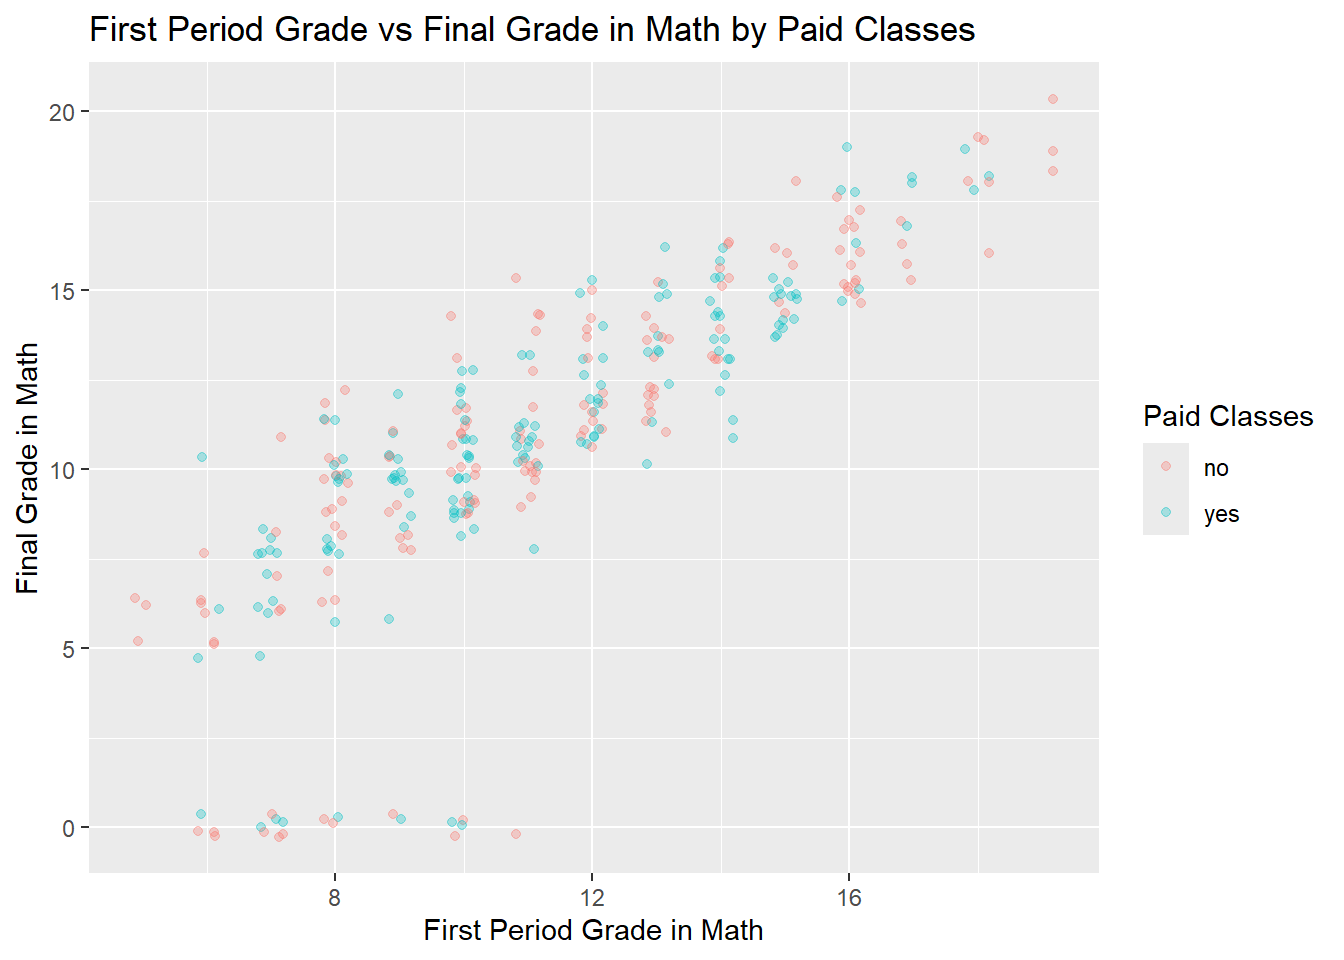 First Period Grade vs Final Grade in Math by Paid Classes
Final Grade in Math
20
15
10
5
0
8 12 16
First Period Grade in Math
Paid Classes
no
yes